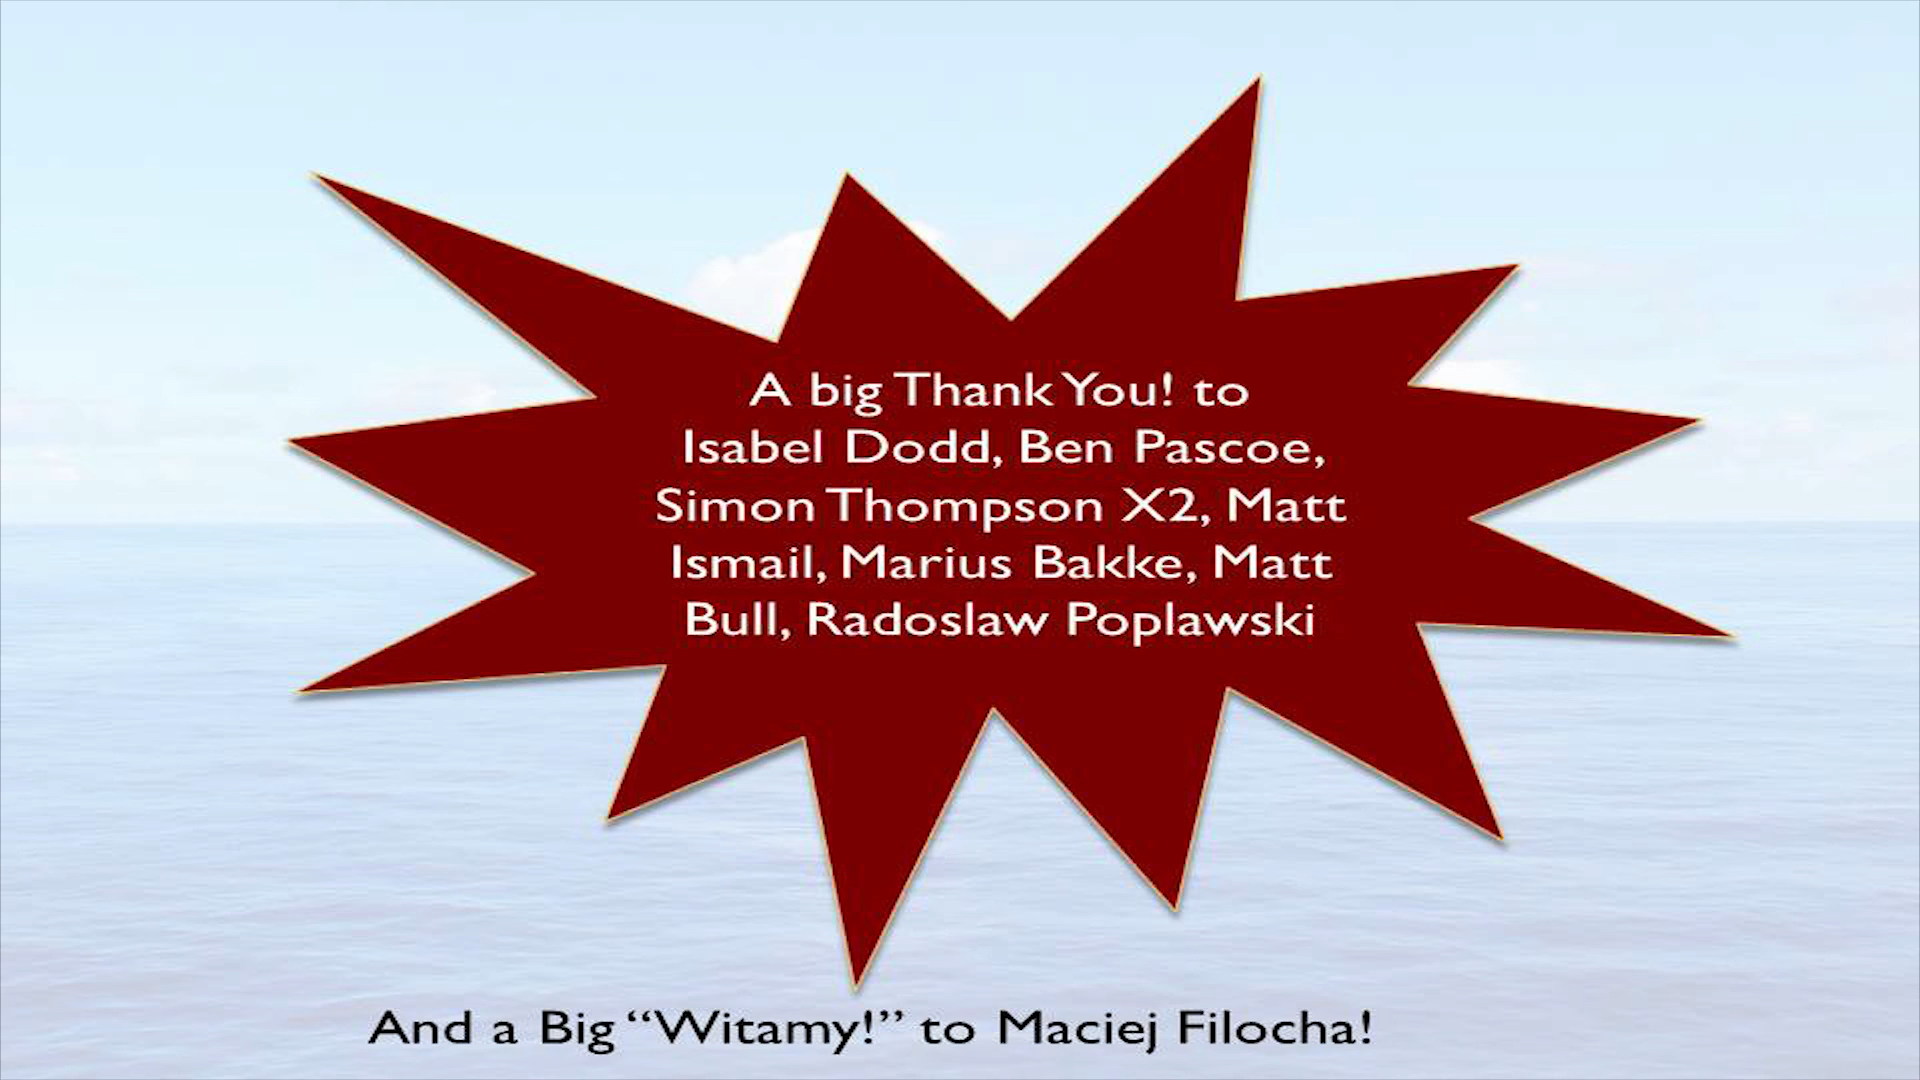 A big Thank You! to
Isabel Dodd, Ben Pascoe,
Simon Thompson X2, Matt
Ismail, Marius Bakke, Matt
Bull, Radoslaw Poplawski
And a Big “Witamy!” to Maciej Filocha!